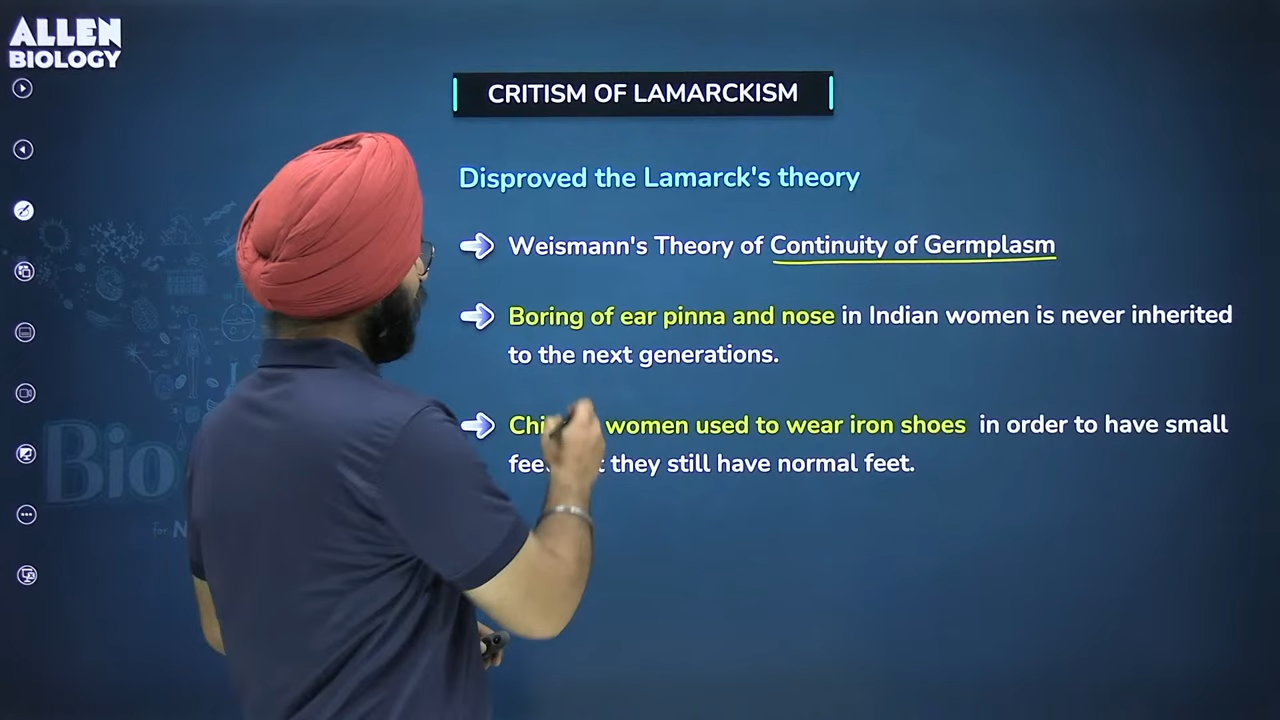 ALLEN
BIOLOGY
CRITISM OF LAMARCKISM
Disproved the Lamarck's theory
Weismann's Theory of Continuity of Germplasm
Boring of ear pinna and nose in Indian women is never inherited
to the next generations.
women used to wear iron shoes in order to have small
they still have normal feet.
Bio
for N